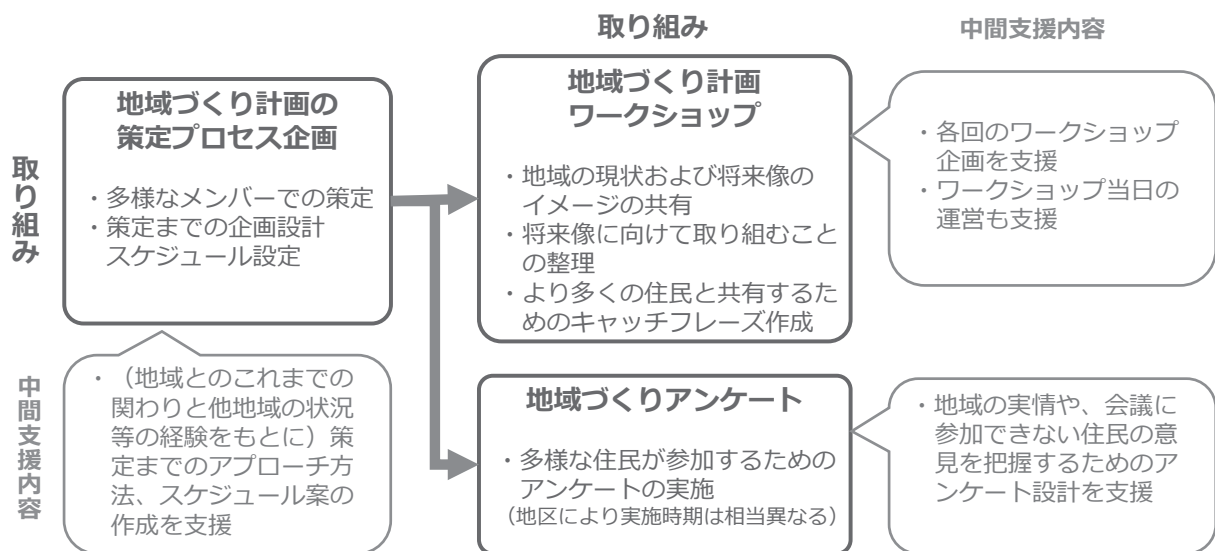 取り組み
中間支援内容
取り組み
地域づくり計画の
策定プロセス企画
・多様なメンバーでの策定
・策定までの企画設計
スケジュール設定
地域づくり計画
ワークショップ
・地域の現状および将来像の
イメージの共有
・将来像に向けて取り組むこと
の整理
・より多くの住民と共有するた
めのキャッチフレーズ作成
・各回のワークショップ
企画を支援
・ワークショップ当日の
運営も支援
中間支援内容
・（地域とのこれまでの
関わりと他地域の状況
等の経験をもとに）策
定までのアプローチ方
法、スケジュール案の
作成を支援
地域づくりアンケート
・多様な住民が参加するための
アンケートの実施
（地区により実施時期は相当異なる）
・地域の実情や、会議に
参加できない住民の意
見を把握するためのア
ンケート設計を支援